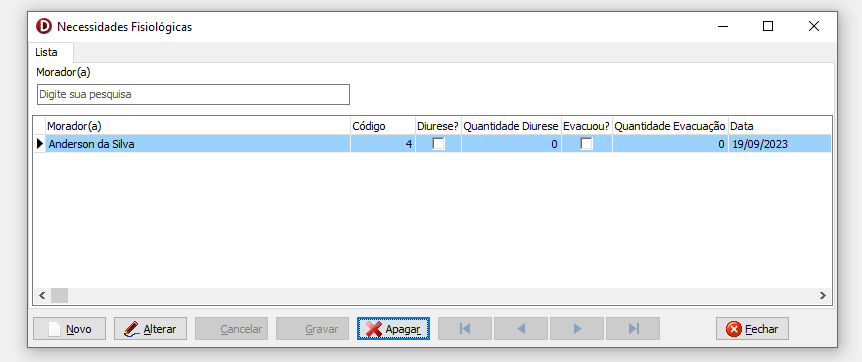 Necessidades Fisiológicas
Lista
Morador(a)
Digite sua pesquisa
Morador(a) Código Diurese? Quantidade Diurese Evacuou? Quantidade Evacuação Data
Anderson da Silva 4 0 0 19/09/2023
Novo Alterar Cancelar Gravar Apagar Fechar